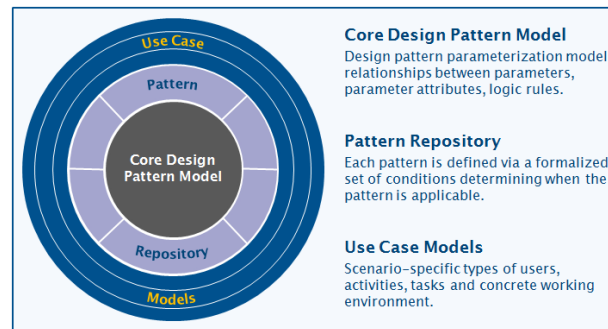 Use Case
Pattern
Core Design
Pattern Model
Repository
Models
Core Design Pattern Model
Design pattern parameterization model
relationships between parameters,
parameter attributes, logic rules.
Pattern Repository
Each pattern is defined via a formalized
set of conditions determining when the
pattern is applicable.
Use Case Models
Scenario-specific types of users,
activities, tasks and concrete working
environment.